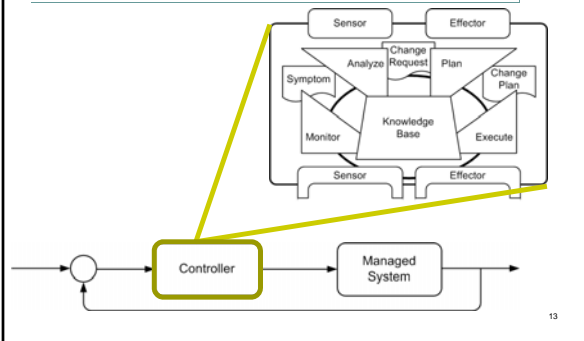 Sensor
Effector
Change
Request
Analyze
Plan
Symptom
Change
Plan
Knowledge
Base
Monitor
Execute
Sensor
Effector
Controller
Managed
System
13